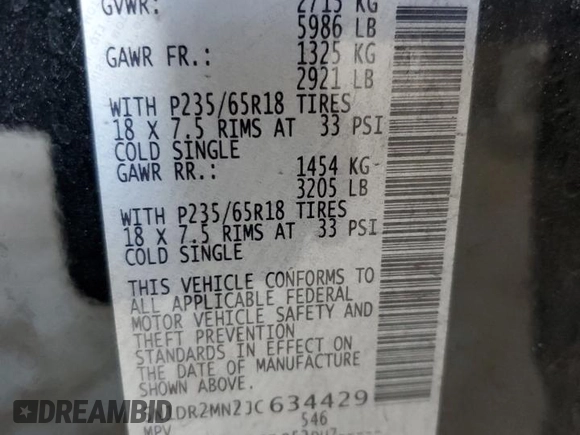 GVWR: 2715 KG
5986 LB
GAWR FR.: 1325 KG
2921 LB
WITH P235/65R18 TIRES
18 X 7.5 RIMS AT 33 PSI
COLD SINGLE
GAWR RR.: 1454 KG
3205 LB
WITH P235/65R18 TIRES
18 X 7.5 RIMS AT 33 PSI
COLD SINGLE
THIS VEHICLE CONFORMS TO
ALL APPLICABLE FEDERAL
MOTOR VEHICLE SAFETY AND
THEFT PREVENTION
STANDARDS IN EFFECT ON
THE DATE OF MANUFACTURE
SHOWN ABOVE.
DR2MN2JC634429
546
MPV
DREAMBID